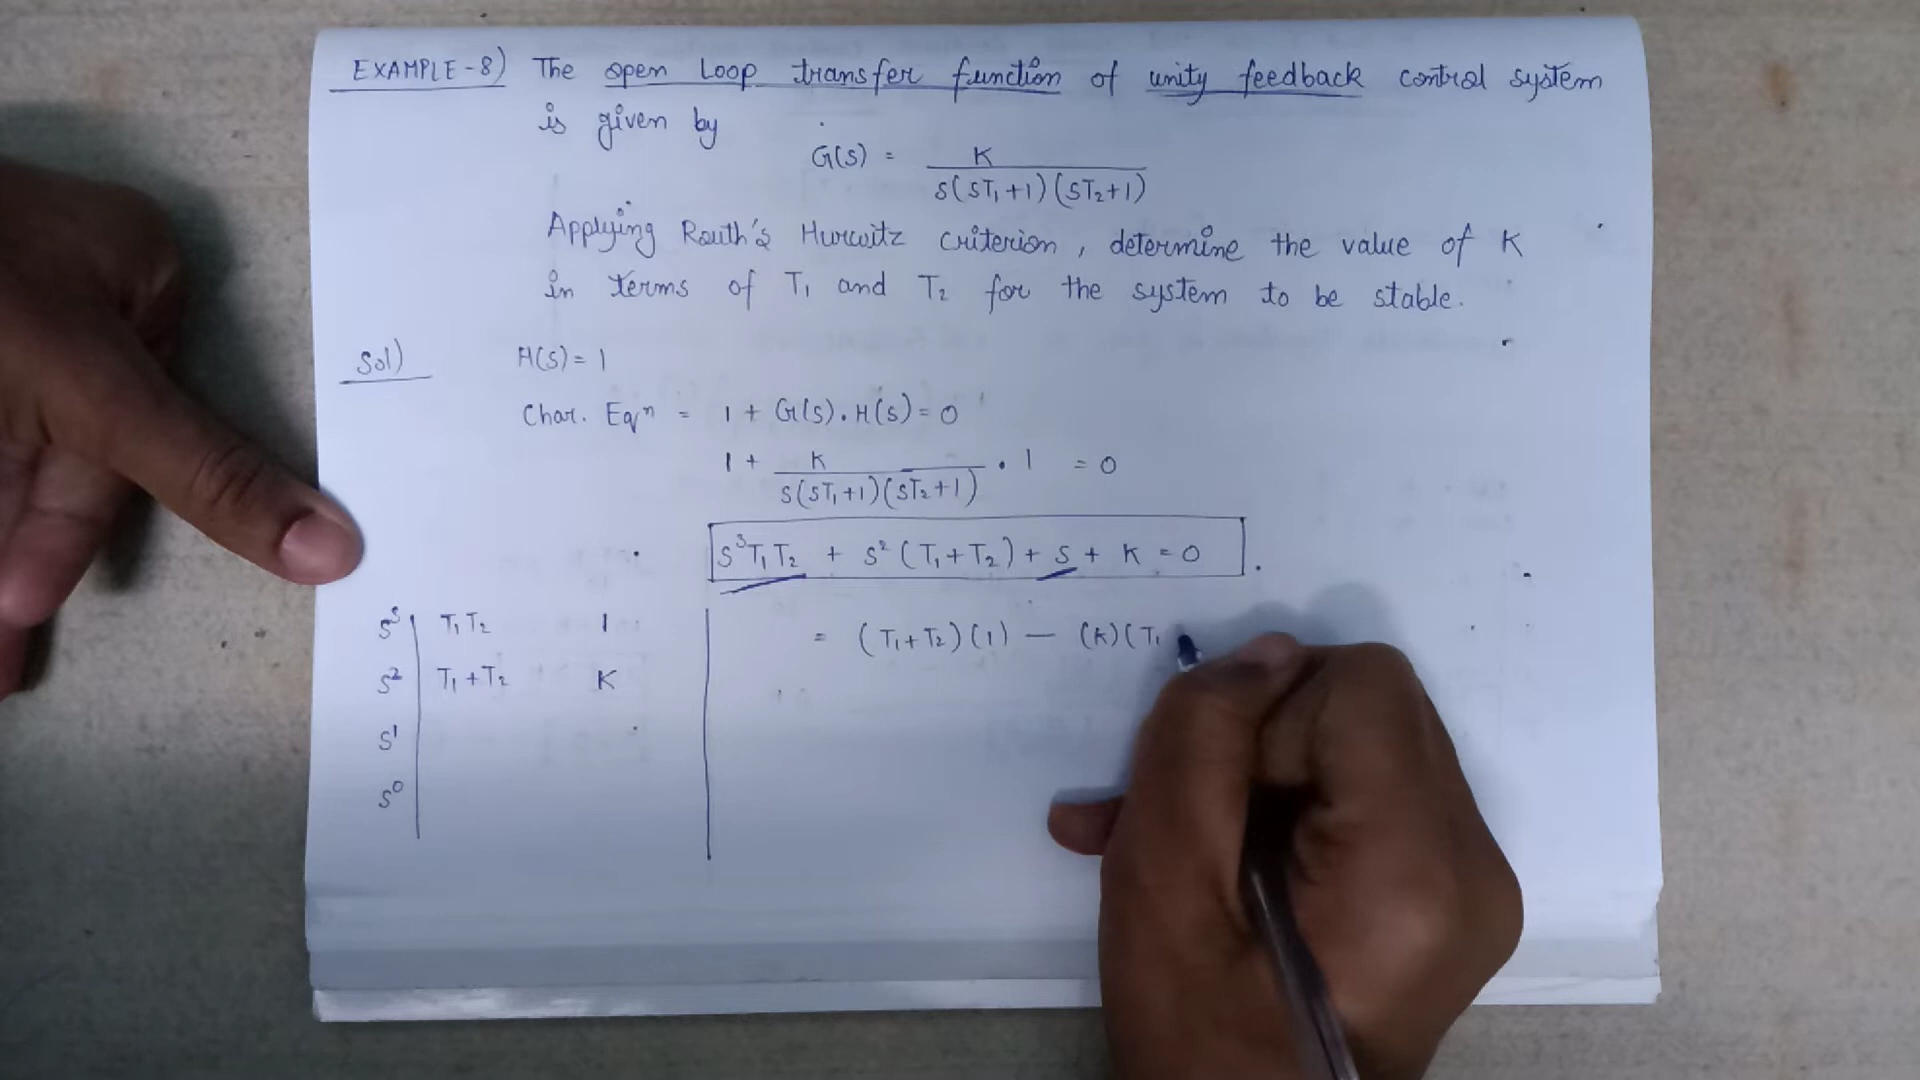 EXAMPLE-8) The open Loop transfer function of unity feedback control system
is given by
G(s) = K / s(sT₁+1)(sT₂+1)
Applying Routh's Hurwitz criterion, determine the value of K
in terms of T₁ and T₂ for the system to be stable.
Sol) H(s) = 1
Char. Eqⁿ = 1 + G(s).H(s) = 0
1 + K / s(sT₁+1)(sT₂+1) . 1 = 0
s³T₁T₂ + s²(T₁+T₂) + s + K = 0
s³ T₁T₂ 1 = (T₁+T₂)(1) — (K)(T₁
s² T₁+T₂ K
s¹
s⁰